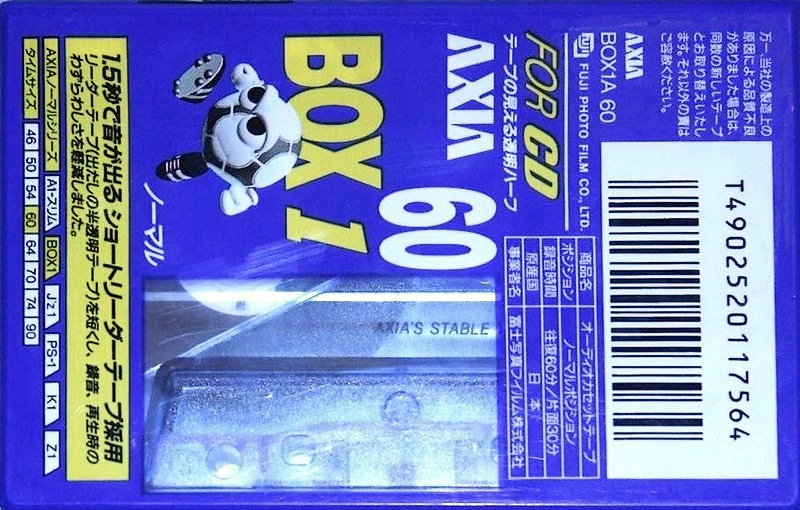 万一、当社の製造上の
原因による品質不良
がありました場合は、
同数の新しいテープ
とお取り替えいたし
ます。それ以外の責は
ご容赦ください。
AXIA
BOX1A 60
T4902520117564
FUJI
FUJI PHOTO FILM CO., LTD.
FOR CD
テープの見える透明ハーフ
AXIA
60
BOX 1
ノーマル
商品名 オーディオカセットテープ
ポジション ノーマルポジション
録音時間 往復60分/片面30分
原産国 日本
事業者名 富士写真フイルム株式会社
AXIA'S STABLE
1.5秒で音が出るショートリーダーテープ採用
リーダーテープ(出だしの半透明テープ)を短くし、録音、再生時の
わずらわしさを軽減しました。
AXIAノーマルシリーズ A1-スリム BOX1 Jz1 PS-1 K1 Z1
タイムサイズ 46 50 54 60 64 70 74 90